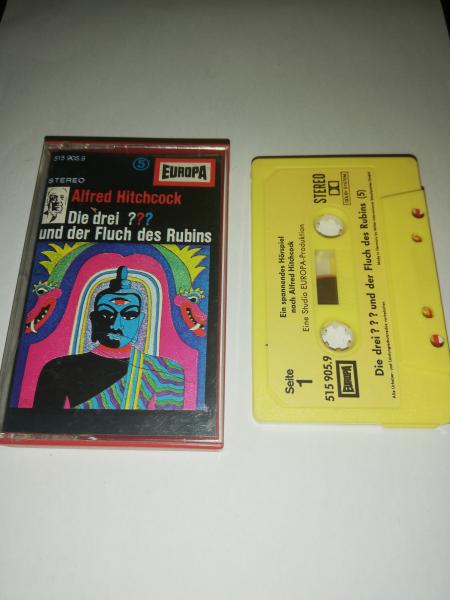 515 905.9
5
EUROPA
STEREO
Alfred Hitchcock
Die drei ???
und der Fluch des Rubins
STEREO
DOLBY SYSTEM
Ein spannendes Hörspiel
nach Alfred Hitchcock
Eine Studio EUROPA-Produktion
Seite
1
515 905.9
EUROPA
Die drei ? ? ? und der Fluch des Rubins (5)